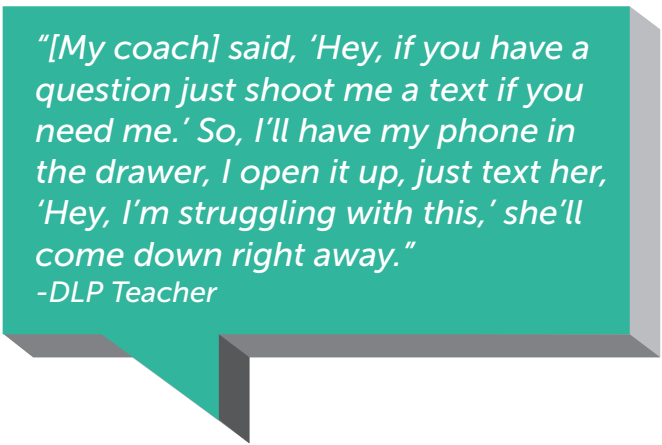 “[My coach] said, ‘Hey, if you have a
question just shoot me a text if you
need me.’ So, I’ll have my phone in
the drawer, I open it up, just text her,
‘Hey, I’m struggling with this,’ she’ll
come down right away.”
-DLP Teacher